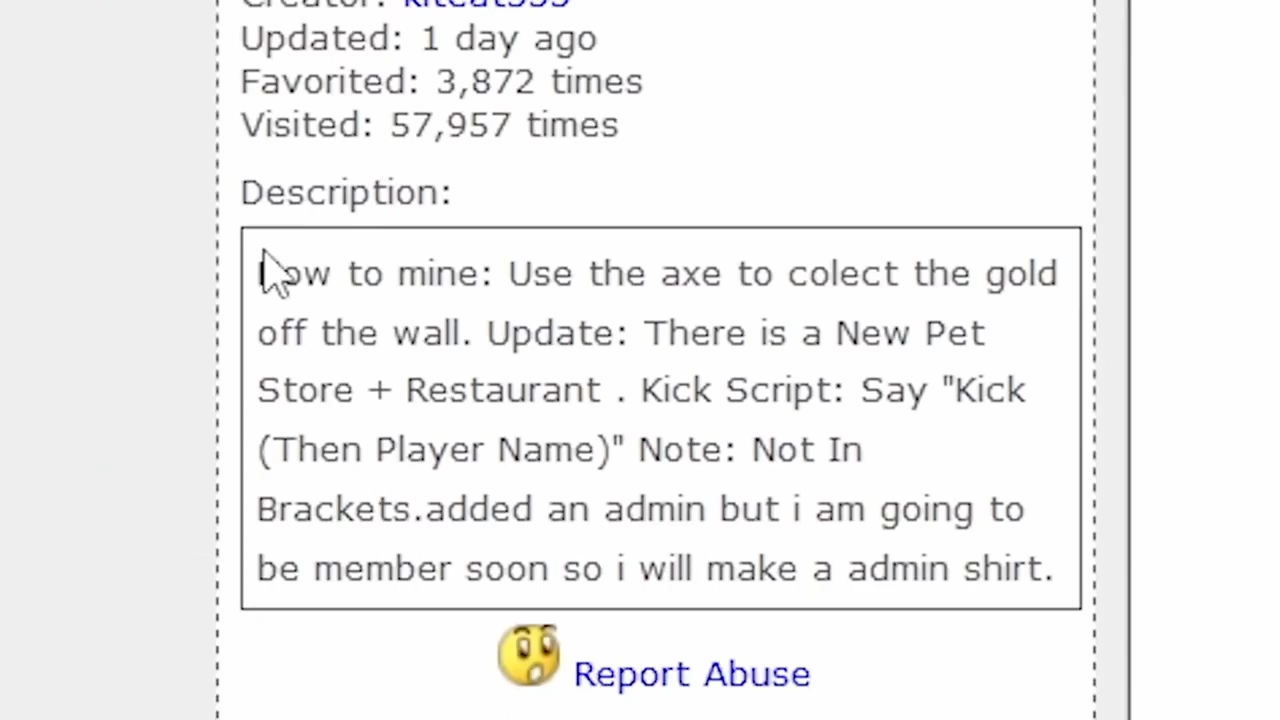 Creator: kitcat555
Updated: 1 day ago
Favorited: 3,872 times
Visited: 57,957 times
Description:
How to mine: Use the axe to colect the gold
off the wall. Update: There is a New Pet
Store + Restaurant . Kick Script: Say "Kick
(Then Player Name)" Note: Not In
Brackets.added an admin but i am going to
be member soon so i will make a admin shirt.
Report Abuse